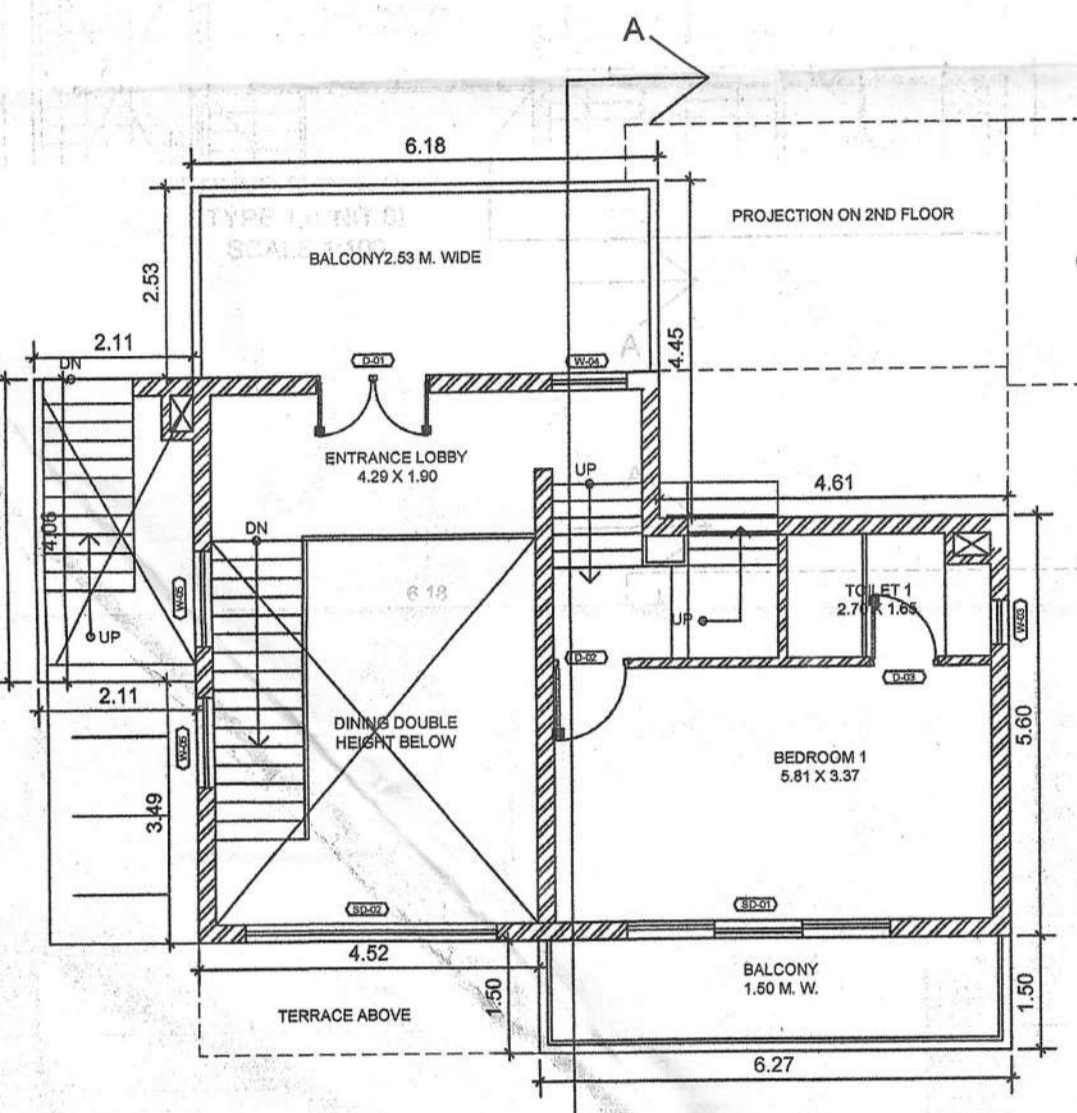 A
6.18
PROJECTION ON 2ND FLOOR
TYPE
SCALE 1:100
BALCONY2.53 M. WIDE
2.53
2.11
DN
A
4.45
D-01
W-04
ENTRANCE LOBBY
4.29 X 1.90
UP
A
4.61
DN
4.06
W-05
UP
6.18
TOILET 1
2.70 X 1.65
UP
W-03
D-02
D-03
2.11
DINING DOUBLE
HEIGHT BELOW
W-05
BEDROOM 1
5.81 X 3.37
5.60
3.49
SD-02
SD-01
4.52
BALCONY
1.50 M. W.
1.50
1.50
TERRACE ABOVE
6.27